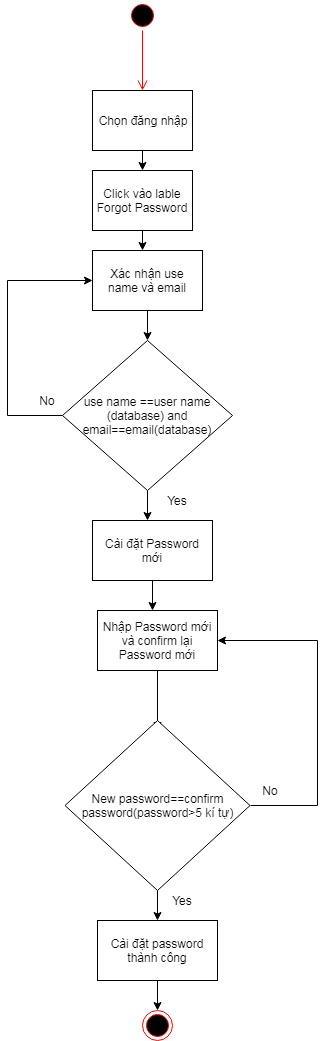 Chọn đăng nhập
Click vào lable
Forgot Password
Xác nhận use
name và email
No
use name ==user name
(database) and
email==email(database)
Yes
Cài đặt Password
mới
Nhập Password mới
và confirm lại
Password mới
No
New password==confirm
password(password>5 kí tự)
Yes
Cài đặt password
thành công